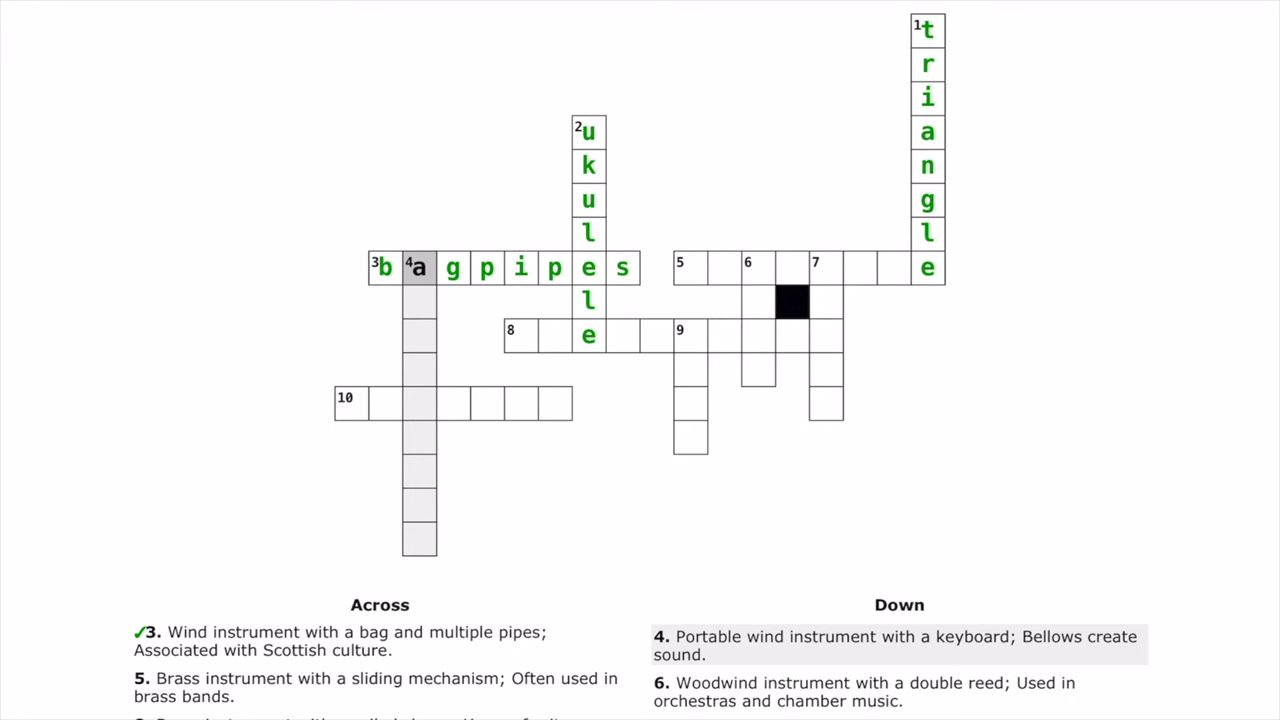 1 t
r
i
a
2 u
k
n
u
g
l
l
3 b 4 a g p i p e s 5 6 7 e
l
8 e 9
10
Across
Down
✓3. Wind instrument with a bag and multiple pipes;
Associated with Scottish culture.
5. Brass instrument with a sliding mechanism; Often used in
brass bands.
4. Portable wind instrument with a keyboard; Bellows create
sound.
6. Woodwind instrument with a double reed; Used in
orchestras and chamber music.